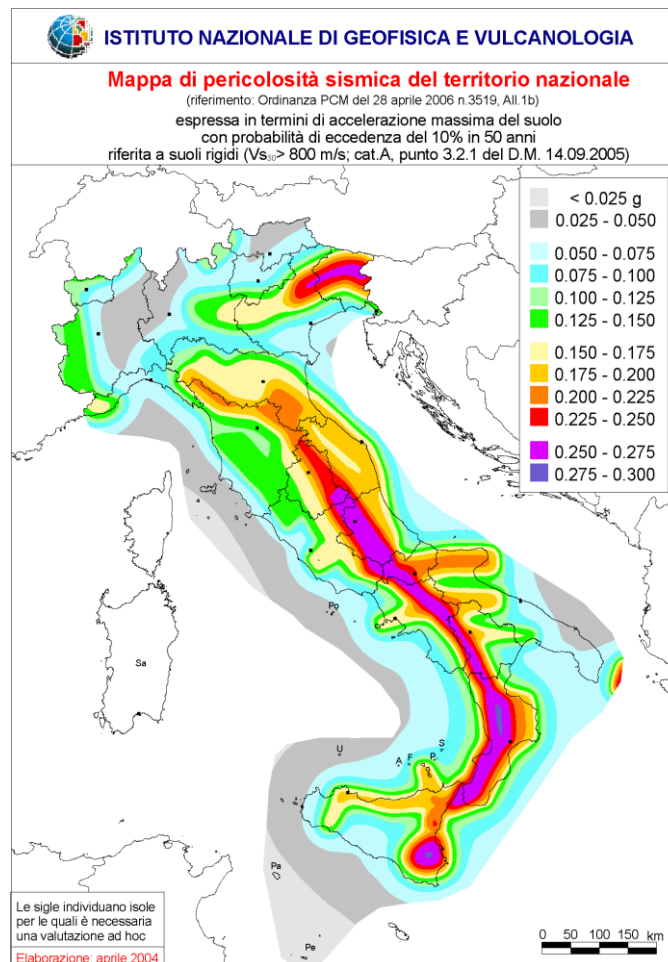 ISTITUTO NAZIONALE DI GEOFISICA E VULCANOLOGIA
Mappa di pericolosità sismica del territorio nazionale
(riferimento: Ordinanza PCM del 28 aprile 2006 n.3519, All.1b)
espressa in termini di accelerazione massima del suolo
con probabilità di eccedenza del 10% in 50 anni
riferita a suoli rigidi (Vs₃₀> 800 m/s; cat.A, punto 3.2.1 del D.M. 14.09.2005)
< 0.025 g
0.025 - 0.050
0.050 - 0.075
0.075 - 0.100
0.100 - 0.125
0.125 - 0.150
0.150 - 0.175
0.175 - 0.200
0.200 - 0.225
0.225 - 0.250
0.250 - 0.275
0.275 - 0.300
Po
Sa
U
A
F
P
S
Pa
Pe
Le sigle individuano isole
per le quali è necessaria
una valutazione ad hoc
Elaborazione: aprile 2004
0 50 100 150 km